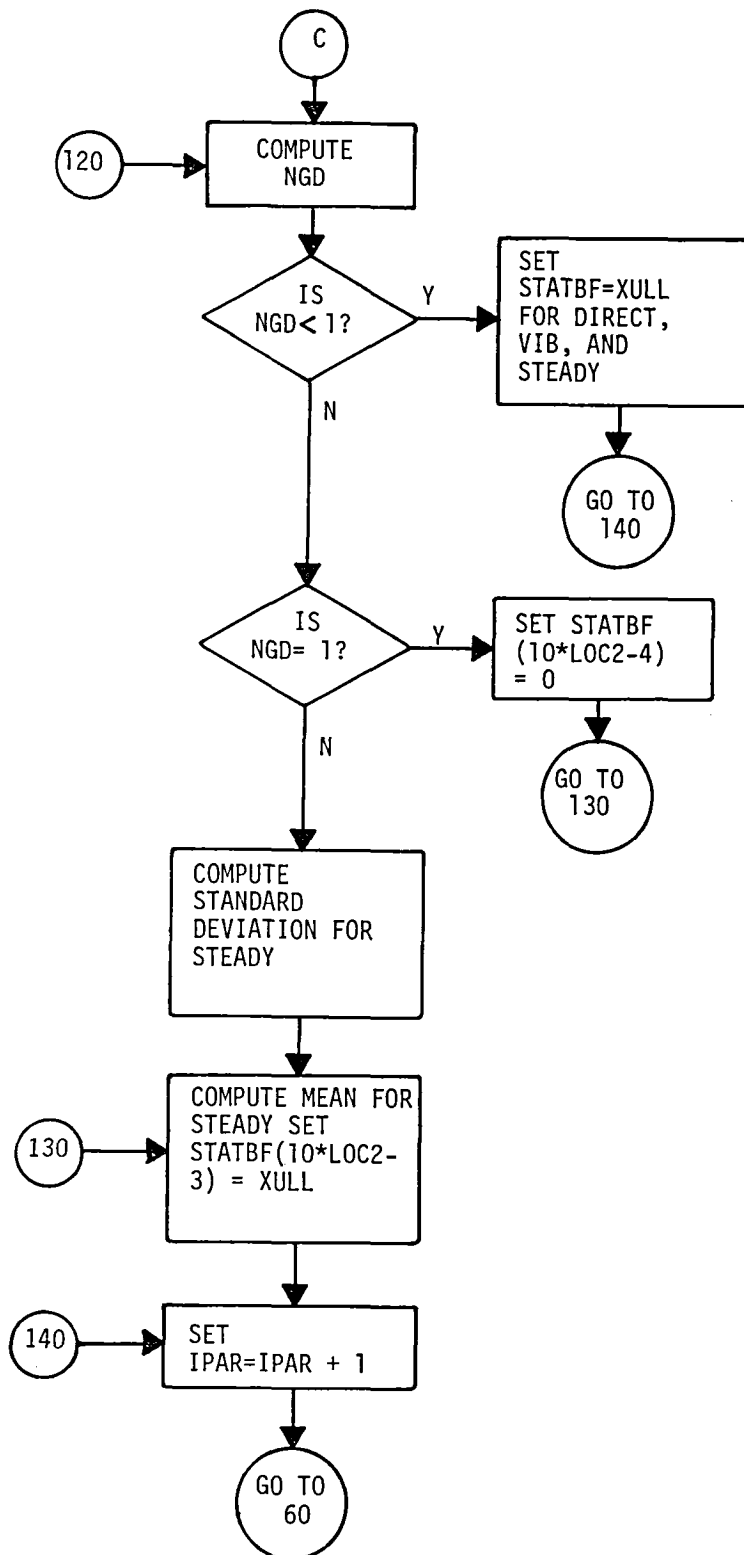 C
120
COMPUTE
NGD
IS
NGD< 1?
Y
SET
STATBF=XULL
FOR DIRECT,
VIB, AND
STEADY
N
GO TO
140
IS
NGD= 1?
Y
SET STATBF
(10*LOC2-4)
= 0
N
GO TO
130
COMPUTE
STANDARD
DEVIATION FOR
STEADY
130
COMPUTE MEAN FOR
STEADY SET
STATBF(10*LOC2-
3) = XULL
140
SET
IPAR=IPAR + 1
GO TO
60